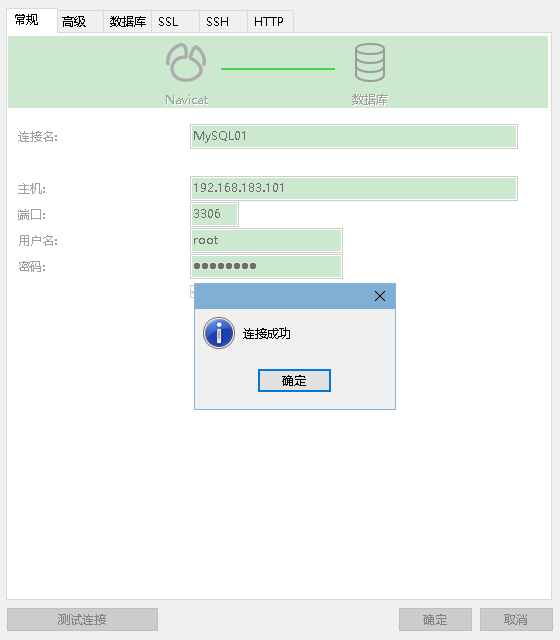 常规 高级 数据库 SSL SSH HTTP
Navicat 数据库
连接名: MySQL01
主机: 192.168.183.101
端口: 3306
用户名: root
密码: ●●●●●●●●
连接成功
确定
测试连接 确定 取消